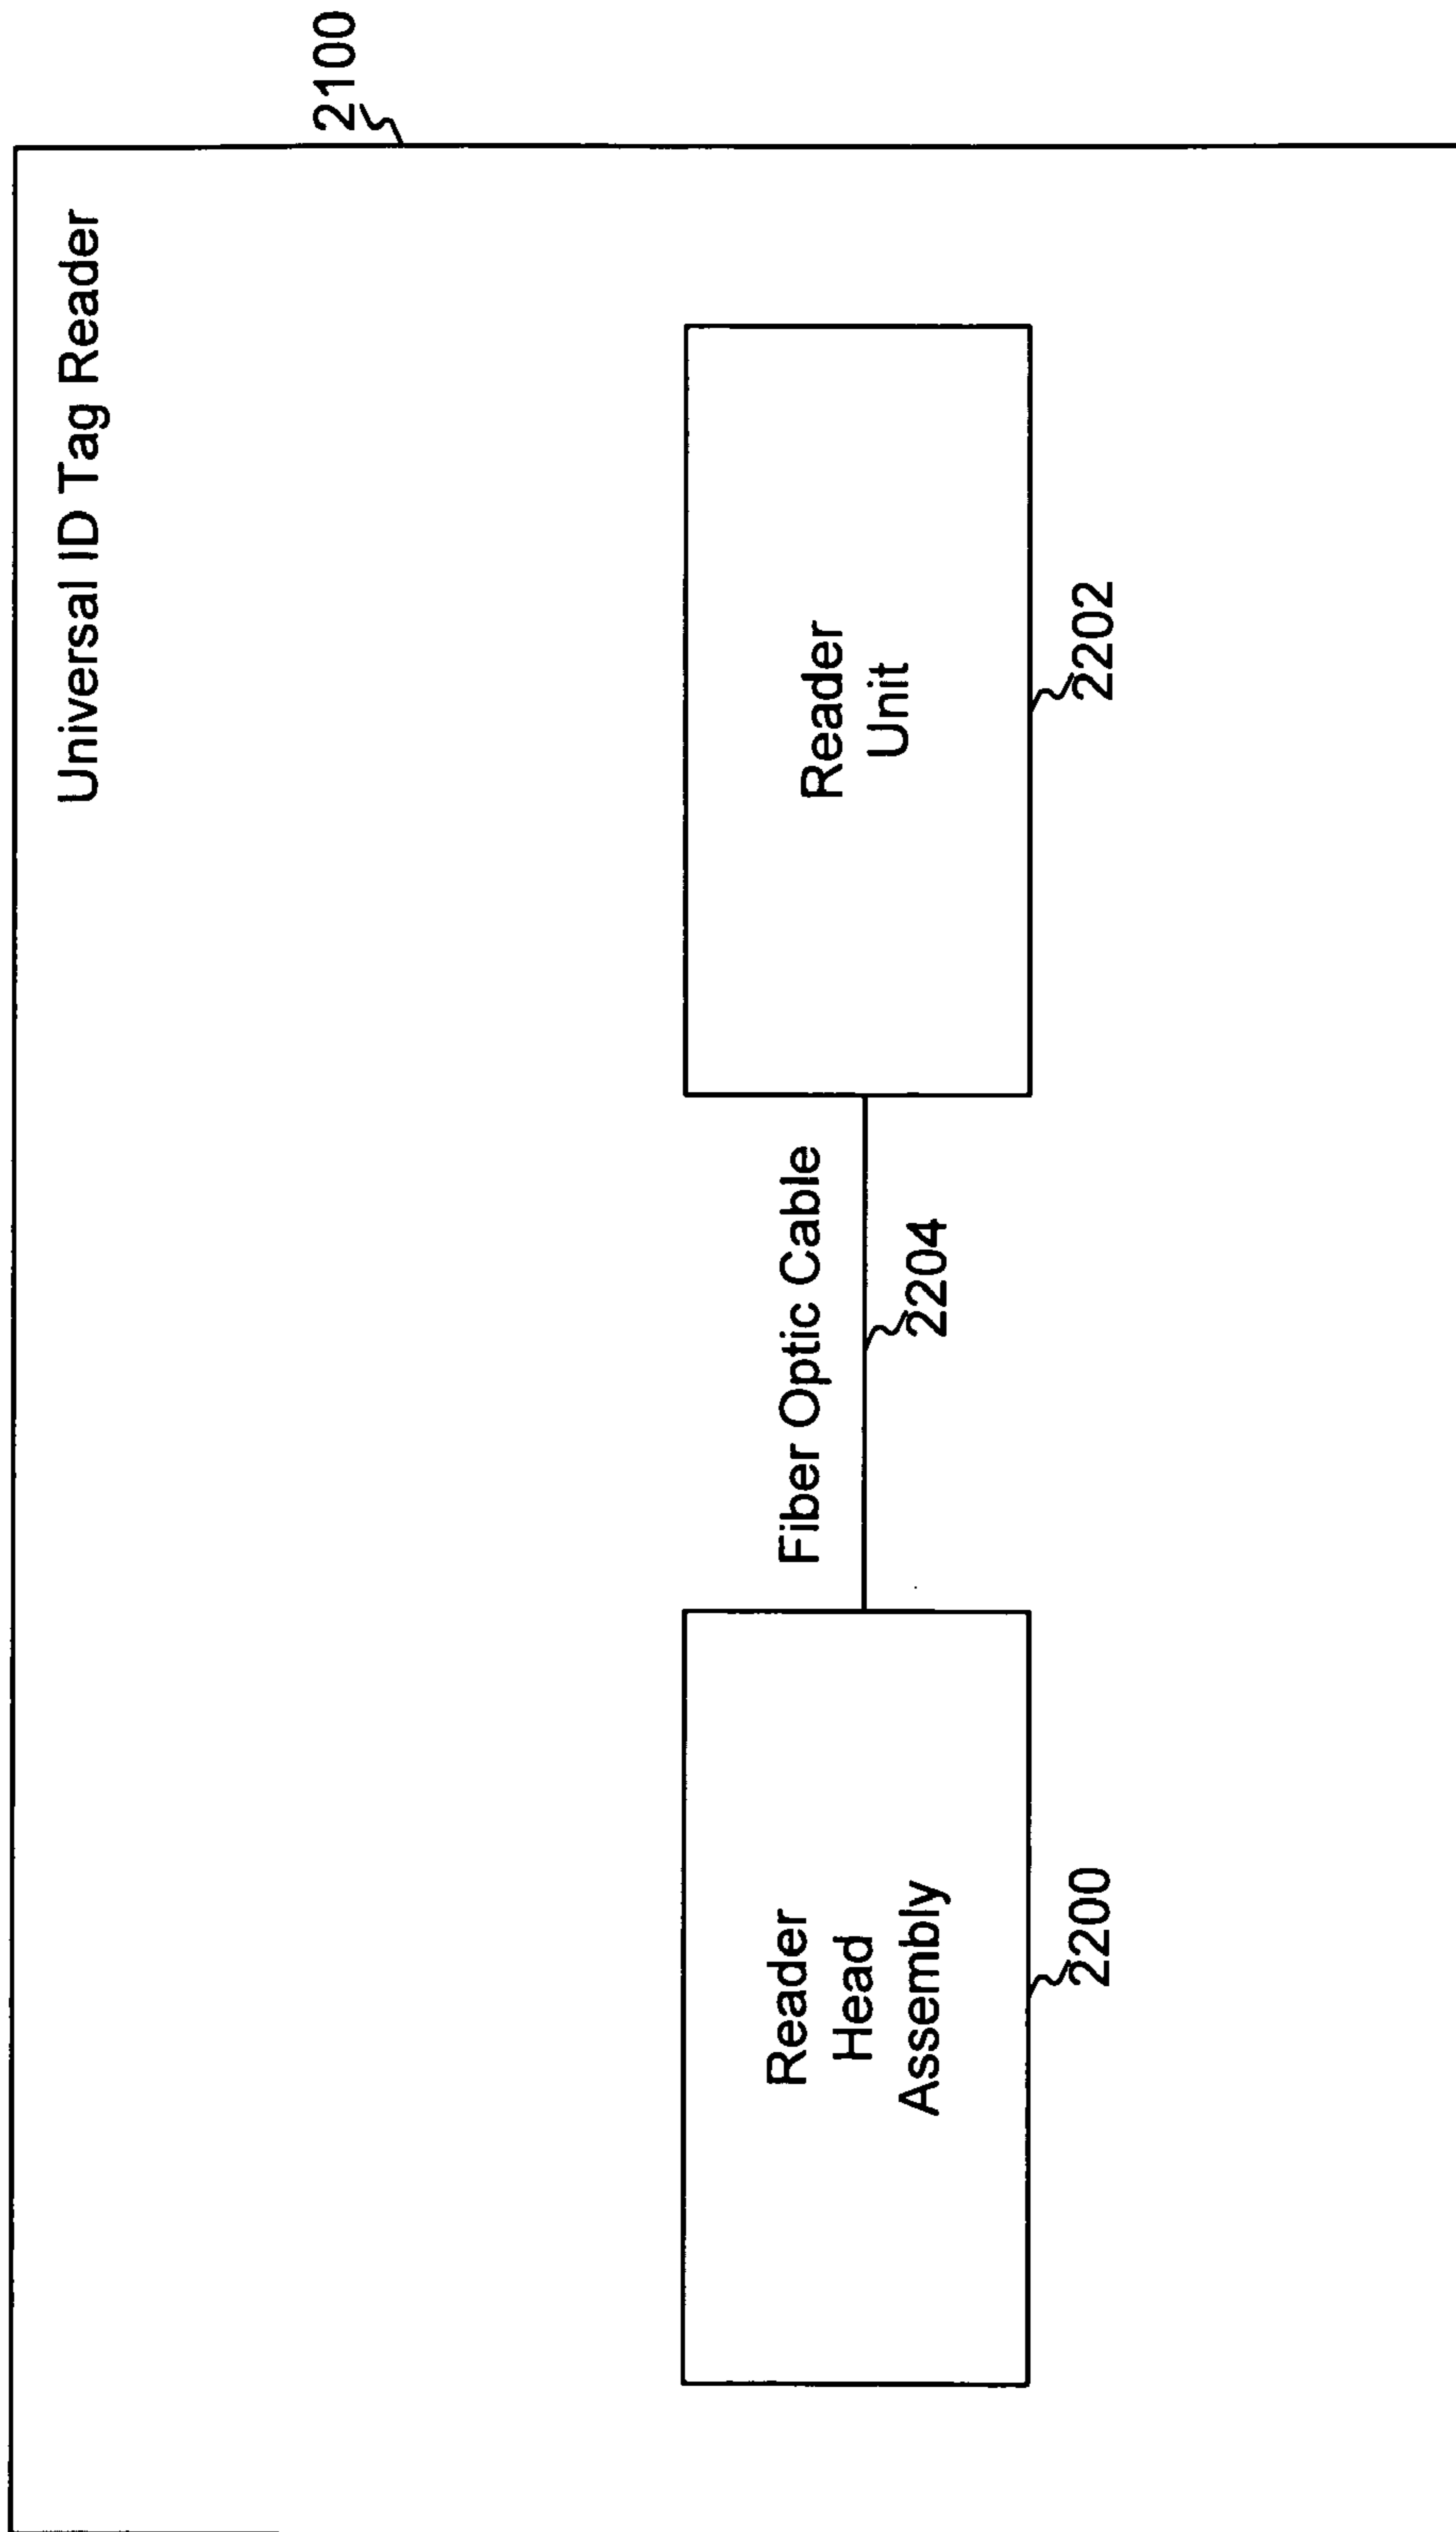 Universal ID Tag Reader
2100
Reader
Head
Assembly
2200
Fiber Optic Cable
2204
Reader
Unit
2202